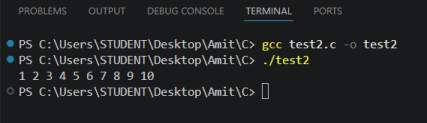 PROBLEMS OUTPUT DEBUG CONSOLE TERMINAL PORTS
PS C:\Users\STUDENT\Desktop\Amit\C> gcc test2.c -o test2
PS C:\Users\STUDENT\Desktop\Amit\C> ./test2
1 2 3 4 5 6 7 8 9 10
PS C:\Users\STUDENT\Desktop\Amit\C>